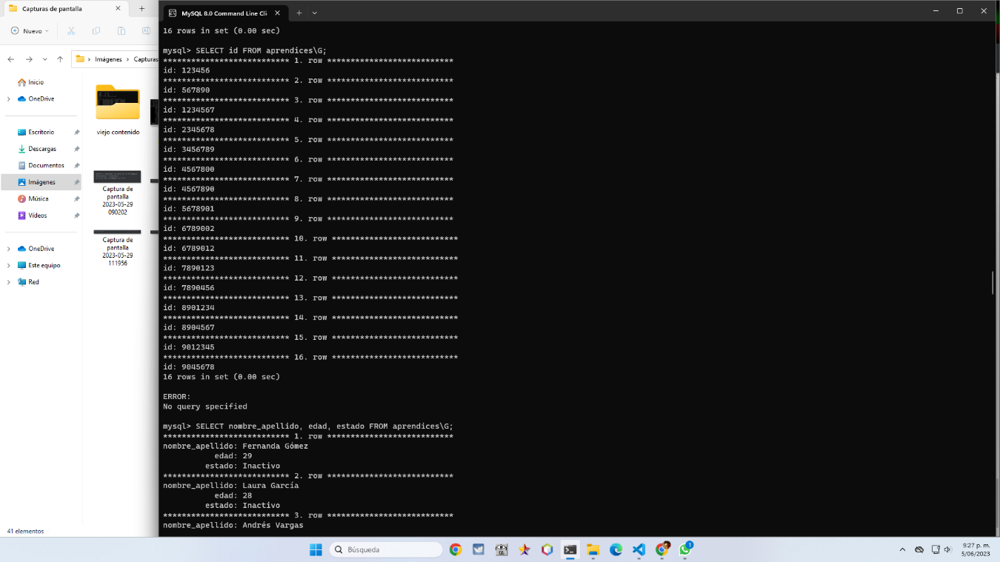 Capturas de pantalla
Nuevo
Imágenes
Capturas
Inicio
OneDrive
Escritorio
Descargas
Documentos
Imágenes
Música
Vídeos
OneDrive
Este equipo
Red
viejo contenido
Captura de
pantalla
2023-05-29
090202
Captura de
pantalla
2023-05-29
111956
41 elementos
MySQL 8.0 Command Line Cli
16 rows in set (0.00 sec)
mysql> SELECT id FROM aprendices\G;
*************************** 1. row ***************************
id: 123456
*************************** 2. row ***************************
id: 567890
*************************** 3. row ***************************
id: 1234567
*************************** 4. row ***************************
id: 2345678
*************************** 5. row ***************************
id: 3456789
*************************** 6. row ***************************
id: 4567800
*************************** 7. row ***************************
id: 4567890
*************************** 8. row ***************************
id: 5678901
*************************** 9. row ***************************
id: 6789002
*************************** 10. row ***************************
id: 6789012
*************************** 11. row ***************************
id: 7890123
*************************** 12. row ***************************
id: 7890456
*************************** 13. row ***************************
id: 8901234
*************************** 14. row ***************************
id: 8904567
*************************** 15. row ***************************
id: 9012345
*************************** 16. row ***************************
id: 9045678
16 rows in set (0.00 sec)
ERROR:
No query specified
mysql> SELECT nombre_apellido, edad, estado FROM aprendices\G;
*************************** 1. row ***************************
nombre_apellido: Fernanda Gómez
edad: 29
estado: Inactivo
*************************** 2. row ***************************
nombre_apellido: Laura García
edad: 28
estado: Inactivo
*************************** 3. row ***************************
nombre_apellido: Andrés Vargas
Búsqueda
1
9:27 p. m.
5/06/2023